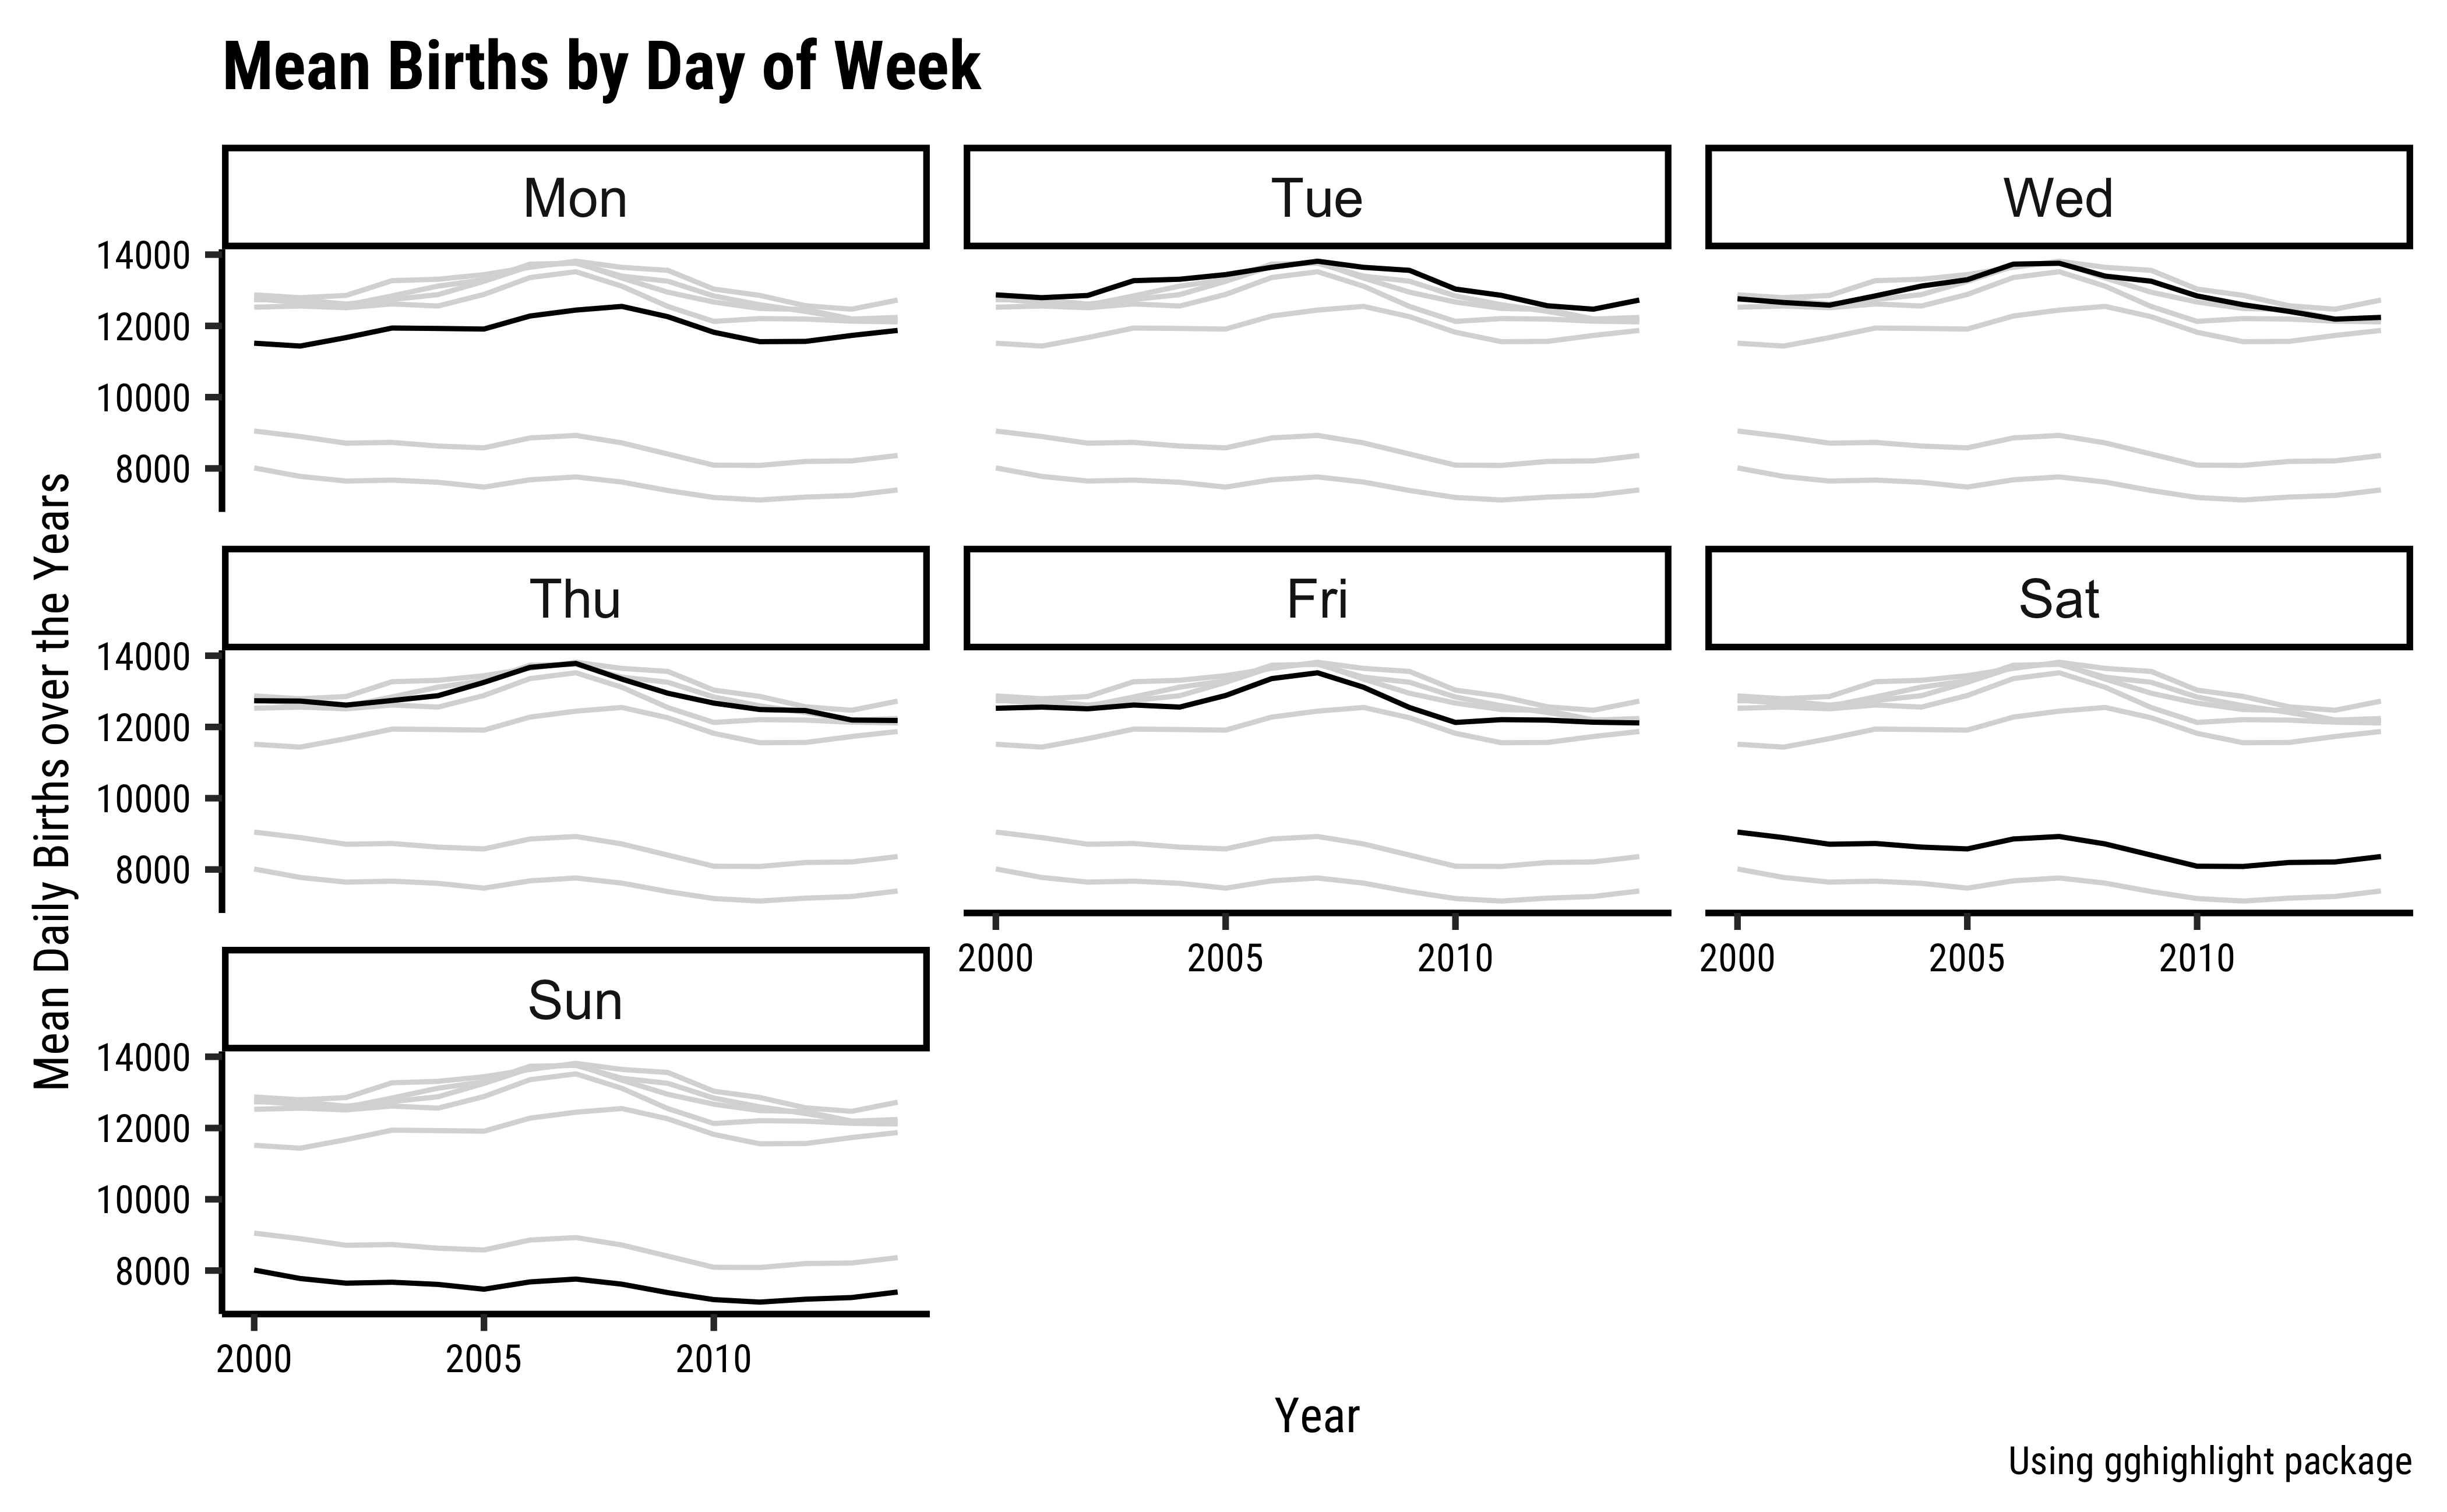 Mean Births by Day of Week
Mon
Tue
Wed
14000
12000
10000
8000
Thu
Fri
Sat
14000
12000
10000
8000
2000
2005
2010
2000
2005
2010
Sun
14000
12000
10000
8000
2000
2005
2010
Mean Daily Births over the Years
Year
Using gghighlight package